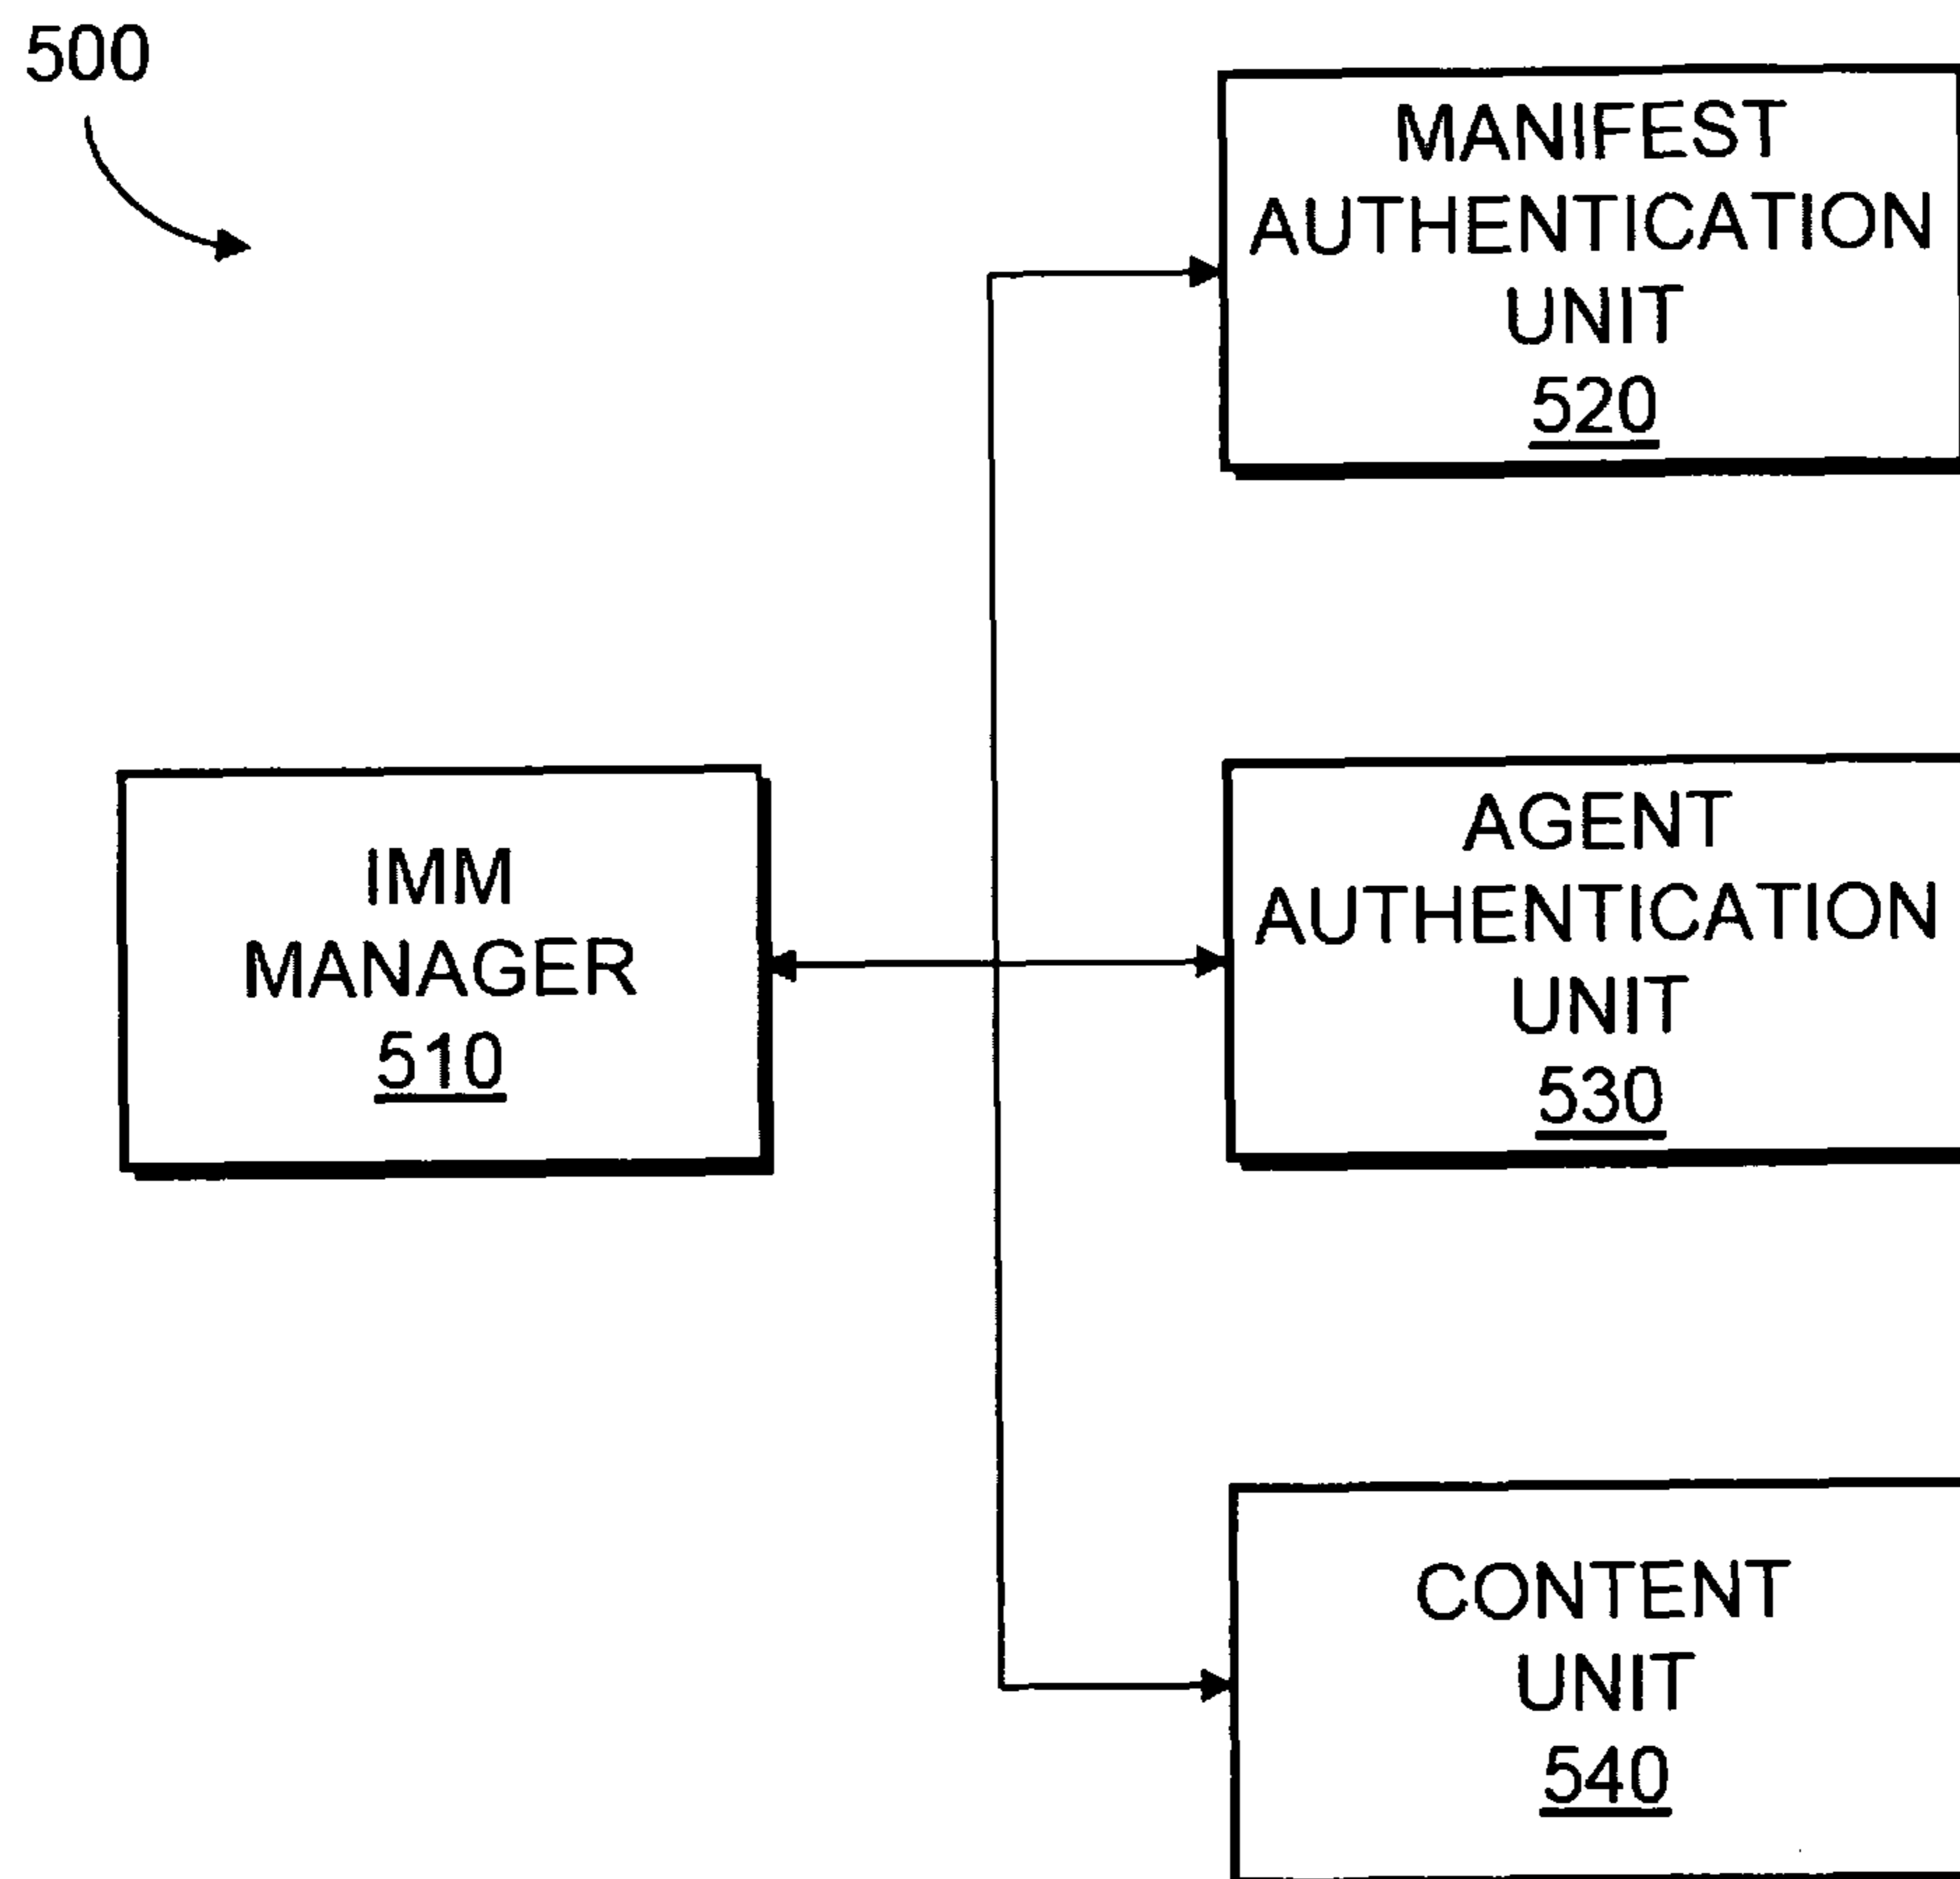 500
MANIFEST
AUTHENTICATION
UNIT
520
IMM
MANAGER
510
AGENT
AUTHENTICATION
UNIT
530
CONTENT
UNIT
540